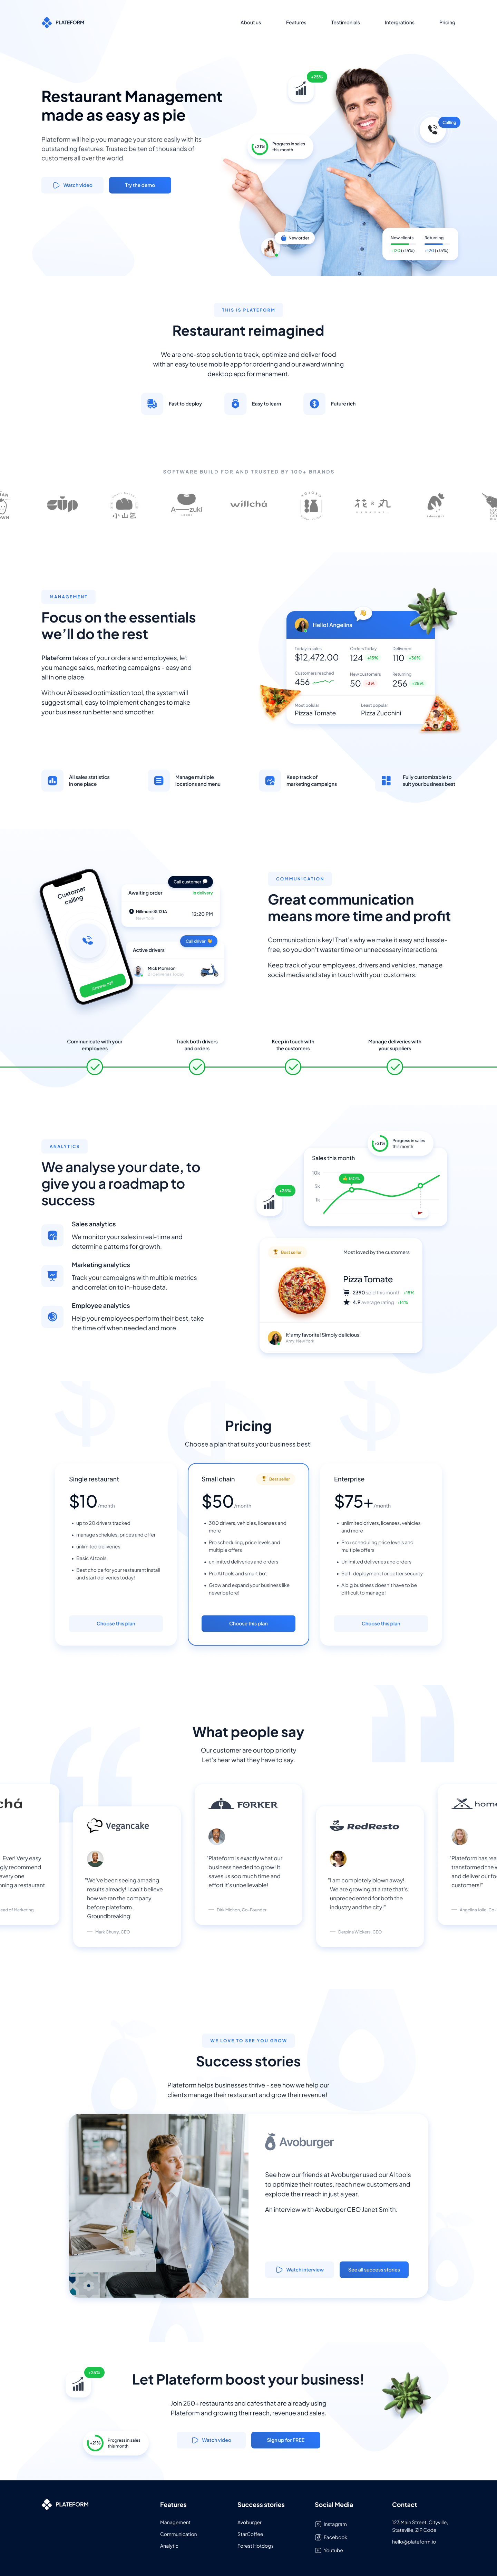 PLATEFORM
About us
Features
Testimonials
Intergrations
Pricing
Restaurant Management
made as easy as pie
Plateform will help you manage your store easily with its
outstanding features. Trusted be ten of thousnds of
customers all over the world.
Watch video
Try the demo
+25%
Calling
+21%
Progress in sales
this month
New order
New clients
Returning
+120 (+15%)
+120 (+15%)
THIS IS PLATEFORM
Restaurant reimagined
We are one-stop solution to track, optimize and deliver food
with an easy to use mobile app for ordering and our award winning
desktop app for manament.
Fast to deploy
Easy to learn
Future rich
SOFTWARE BUILD FOR AND TRUSTED BY 100+ BRANDS
cüp
小山芸
A—zuki
willchá
花丸
MANAGEMENT
Focus on the essentials
we'll do the rest
Plateform takes of your orders and employees, let
you manage sales, marketing campaigns - easy and
all in one place.
With our Ai based optimization tool, the system will
suggest small, easy to implement changes to make
your business run better and smoother.
Hello! Angelina
Today in sales
$12,472.00
Orders Today
124 +15%
Delivered
110 +34%
Customers reached
456
New customers
50 -3%
Returning
256 +25%
Most polular
Pizzaa Tomate
Least popular
Pizza Zucchini
All sales statistics
in one place
Manage multiple
locations and menu
Keep track of
marketing campaigns
Fully customizable to
suit your business best
Customer
calling
Answer call
Call customer
Awaiting order
In delivery
Hillmore St 121A
New York
12:20 PM
Call driver
Active drivers
Mick Morrison
COMMUNICATION
Great communication
means more time and profit
Communication is key! That's why we make it easy and hassle-
free, so you don't wast time on unnecessary interactions.
Keep track of your employees, drivers and vehicles, manage
social media and stay in touch with your customers.
Communicate with your
employees
Track both drivers
and orders
Keep in touch with
the customers
Manage deliveries with
your suppliers
ANALYTICS
We analyse your date, to
give you a roadmap to
success
Sales analytics
We monitor your sales in real-time and
datermine patterns for growth.
Marketing analytics
Track your campaigns with multiple metrics
and correlation to in-house data.
Employee analytics
Help your employees perform their best, take
the time off when needed and more.
+21%
Progress in sales
this month
Sales this month
10k
5k
1k
150%
+25%
Best seller
Most loved by the customers
Pizza Tomate
2390 sold this month +16%
4.9 average rating +14%
It's my favorite! Simply delicious!
Amy, New York
Pricing
Choose a plan that suits your business best!
Single restaurant
$10/month
up to 20 drivers tracked
manage schelules, prices and offer
unlimited deliveries
Basic AI tools
Best choice for your restaurant install
and start deliveries today!
Choose this plan
Small chain
Best seller
$50/month
300 drivers, vehicles, licenses and
more
Pro scheduling, price levels and
multiple offers
unlimited deliveries and orders
Pro AI tools and smart bot
Grow and expand your business like
never before!
Choose this plan
Enterprise
$75+/month
unlimited drivers, licenses, vehicles
and more
Pro+scheduling price levels and
multiple offers
Unlimited deliveries and orders
Self-deployment for better security
A big business doesn't have to be
difficult to manage!
Choose this plan
What people say
Our customer are our top priority
Let's hear what they have to say.
. Ever! Very easy
ngly recommend
every one
nning a restaurant
ead of Marketing
Vegancake
"We've been seeing amazing
results already! I can't believe
how we ran the company
before plateform.
Groundbreaking!
Mark Chuny, CEO
FORKER
"Plateform is exactly what our
business needed to grow! It
saves us soo much time and
effort it's unbelievable!
Dirk Michsin, Co-Founder
RedResto
"I am completely blown away!
We are growing at a rate that's
unprecedented for both the
industry and the city!"
Denisha Wickers, CEO
home
"Plateform has rea
transformed the w
and deliver our foo
customers!"
Angelina Jolle, Co-
WE LOVE TO SEE YOU GROW
Success stories
Plateform helps businesses thrive - see how we help our
clients manage their restaurant and grow their revenue!
Avoburger
See how our friends at Avoburger used our AI tools
to optimize their routes, reach new customers and
explode their reach in just a year.
An interview with Avoburger CEO Janet Smith.
Watch interview
See all success stories
+25%
Let Plateform boost your business!
Join 250+ restaurants and cafes that are already using
Plateform and growing their reach, revenue and sales.
+21%
Progress in sales
this month
Watch video
Sign up for FREE
PLATEFORM
Features
Management
Communication
Analytic
Success stories
Avoburger
StarCoffee
Forest Hotdogs
Social Media
Instagram
Facebook
Youtube
Contact
123 Main Street, Cityville,
Stateville, ZIP Code
hello@plateform.io